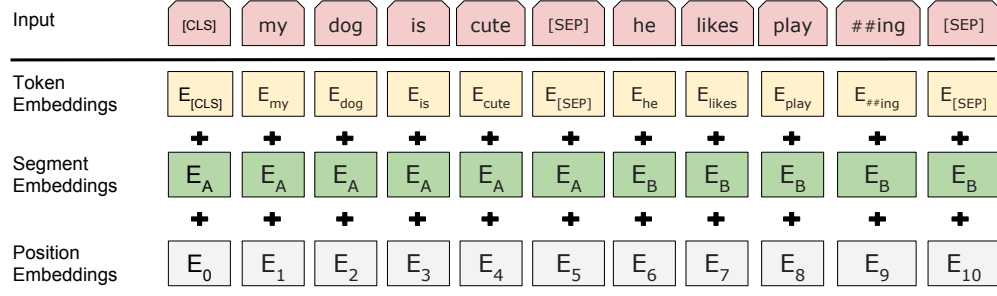 Input [CLS] my dog is cute [SEP] he likes play ##ing [SEP]
Token
Embeddings E[CLS] Emy Edog Eis Ecute E[SEP] Ehe Elikes Eplay E##ing E[SEP]
+ + + + + + + + + + +
Segment
Embeddings EA EA EA EA EA EA EB EB EB EB EB
+ + + + + + + + + + +
Position
Embeddings E0 E1 E2 E3 E4 E5 E6 E7 E8 E9 E10